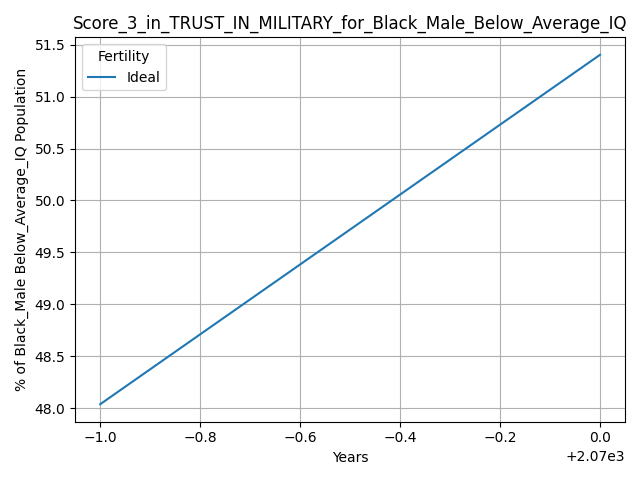 Score_3_in_TRUST_IN_MILITARY_for_Black_Male_Below_Average_IQ
% of Black_Male Below_Average_IQ Population
51.5
51.0
50.5
50.0
49.5
49.0
48.5
48.0
Fertility
Ideal
−1.0 −0.8 −0.6 −0.4 −0.2 0.0
+2.07e3
Years